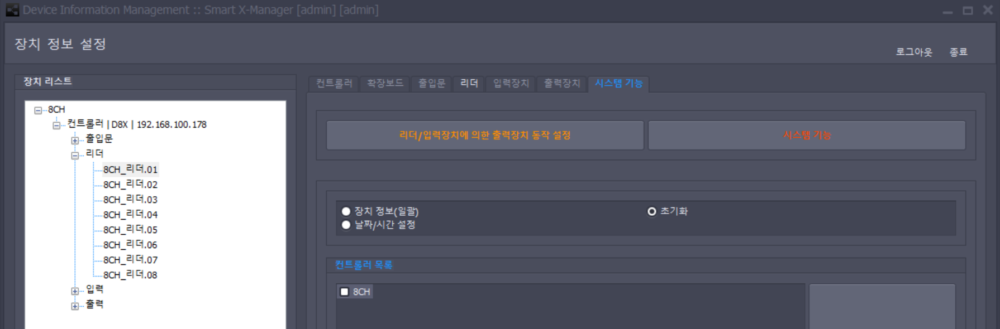 Device Information Management :: Smart X-Manager [admin] [admin]
장치 정보 설정
로그아웃 종료
장치 리스트
8CH
컨트롤러 | D8X | 192.168.100.178
출입문
리더
8CH_리더.01
8CH_리더.02
8CH_리더.03
8CH_리더.04
8CH_리더.05
8CH_리더.06
8CH_리더.07
8CH_리더.08
입력
출력
컨트롤러 확장보드 출입문 리더 입력장치 출력장치 시스템 기능
리더/입력장치에 의한 출력장치 동작 설정 시스템 기능
장치 정보(일괄) 초기화
날짜/시간 설정
컨트롤러 목록
8CH